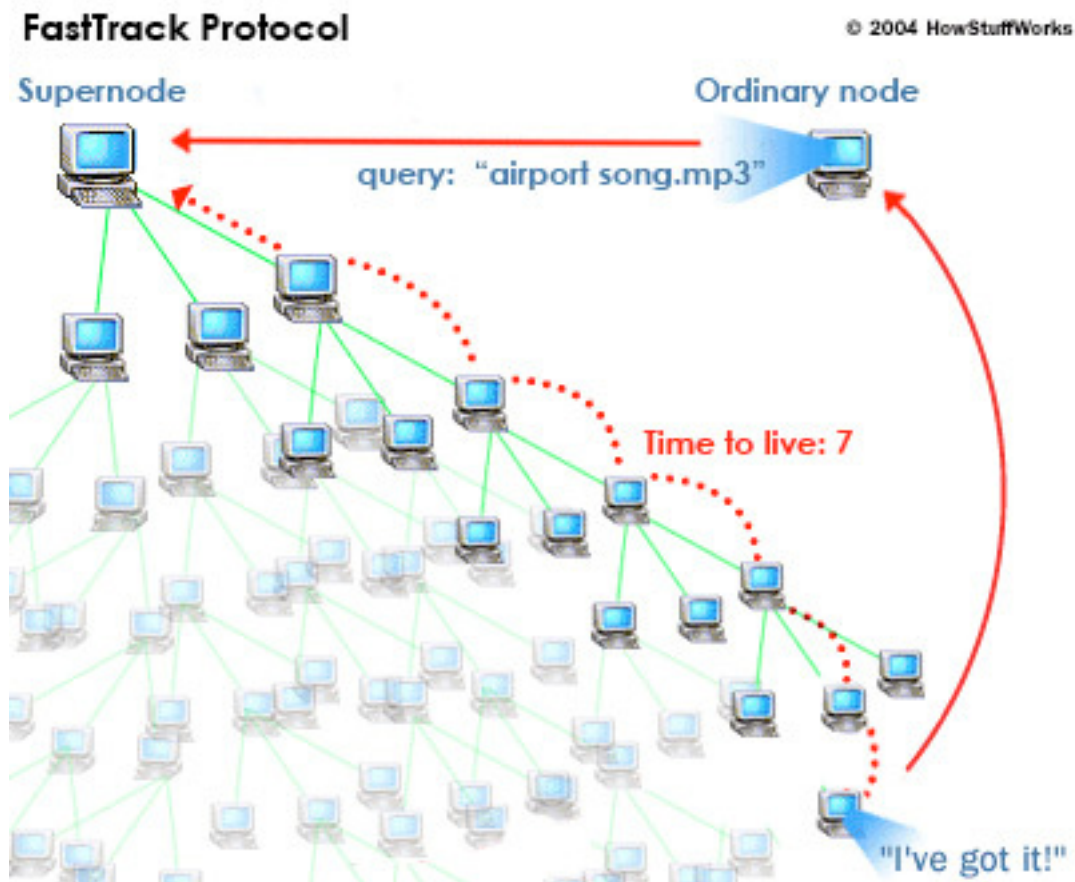 FastTrack Protocol
© 2004 HowStuffWorks
Supernode
Ordinary node
query: “airport song.mp3”
Time to live: 7
"I've got it!"